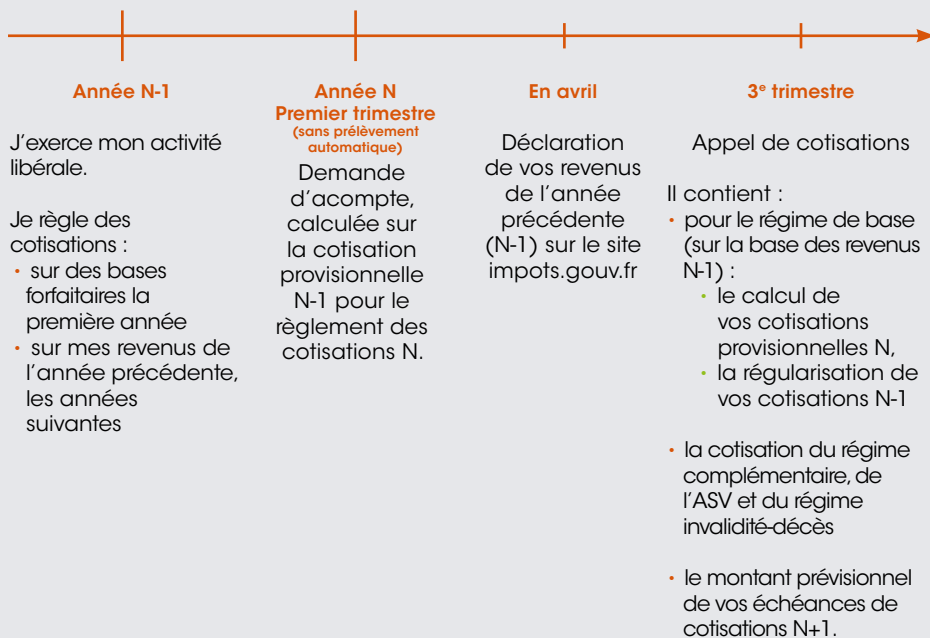 Année N-1
J’exerce mon activité
libérale.
Je règle des
cotisations :
• sur des bases
forfaitaires la
première année
• sur mes revenus de
l’année précédente,
les années
suivantes
Année N
Premier trimestre
(sans prélèvement
automatique)
Demande
d’acompte,
calculée sur
la cotisation
provisionnelle
N-1 pour le
règlement des
cotisations N.
En avril
Déclaration
de vos revenus
de l’année
précédente
(N-1) sur le site
impots.gouv.fr
3e trimestre
Appel de cotisations
Il contient :
• pour le régime de base
(sur la base des revenus
N-1) :
• le calcul de
vos cotisations
provisionnelles N,
• la régularisation de
vos cotisations N-1
• la cotisation du régime
complémentaire, de
l’ASV et du régime
invalidité-décès
• le montant prévisionnel
de vos échéances de
cotisations N+1.